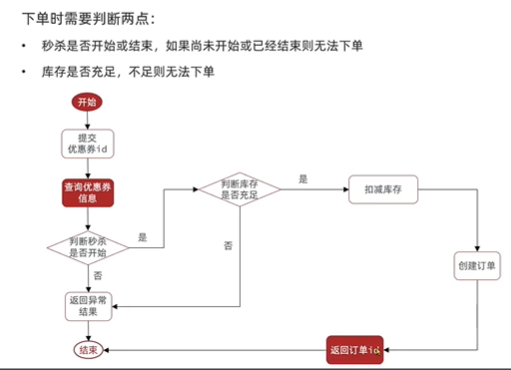 下单时需要判断两点：
• 秒杀是否开始或结束，如果尚未开始或已经结束则无法下单
• 库存是否充足，不足则无法下单
开始
提交
优惠券id
查询优惠券
信息
判断秒杀
是否开始
是
否
返回异常
结果
结束
判断库存
是否充足
是
否
扣减库存
创建订单
返回订单id